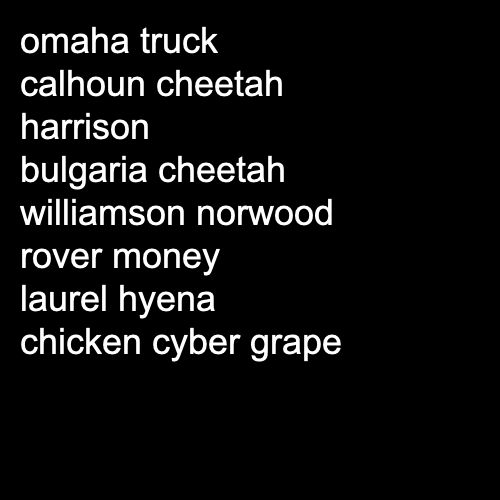 omaha truck
calhoun cheetah
harrison
bulgaria cheetah
williamson norwood
rover money
laurel hyena
chicken cyber grape